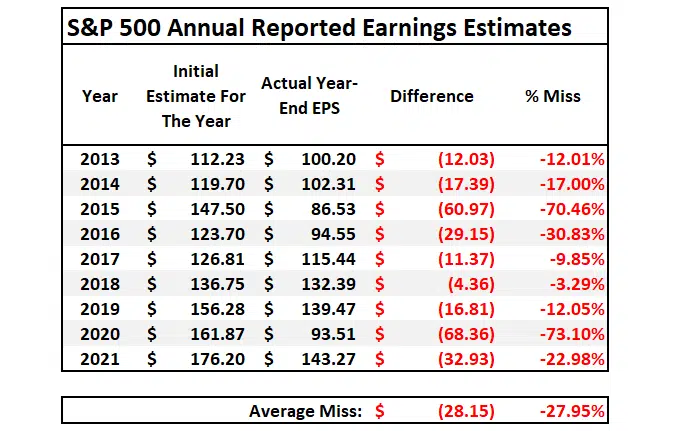 S&P 500 Annual Reported Earnings Estimates
Year Initial Estimate For The Year Actual Year-End EPS Difference % Miss
2013 $ 112.23 $ 100.20 $ (12.03) -12.01%
2014 $ 119.70 $ 102.31 $ (17.39) -17.00%
2015 $ 147.50 $ 86.53 $ (60.97) -70.46%
2016 $ 123.70 $ 94.55 $ (29.15) -30.83%
2017 $ 126.81 $ 115.44 $ (11.37) -9.85%
2018 $ 136.75 $ 132.39 $ (4.36) -3.29%
2019 $ 156.28 $ 139.47 $ (16.81) -12.05%
2020 $ 161.87 $ 93.51 $ (68.36) -73.10%
2021 $ 176.20 $ 143.27 $ (32.93) -22.98%
Average Miss: $ (28.15) -27.95%